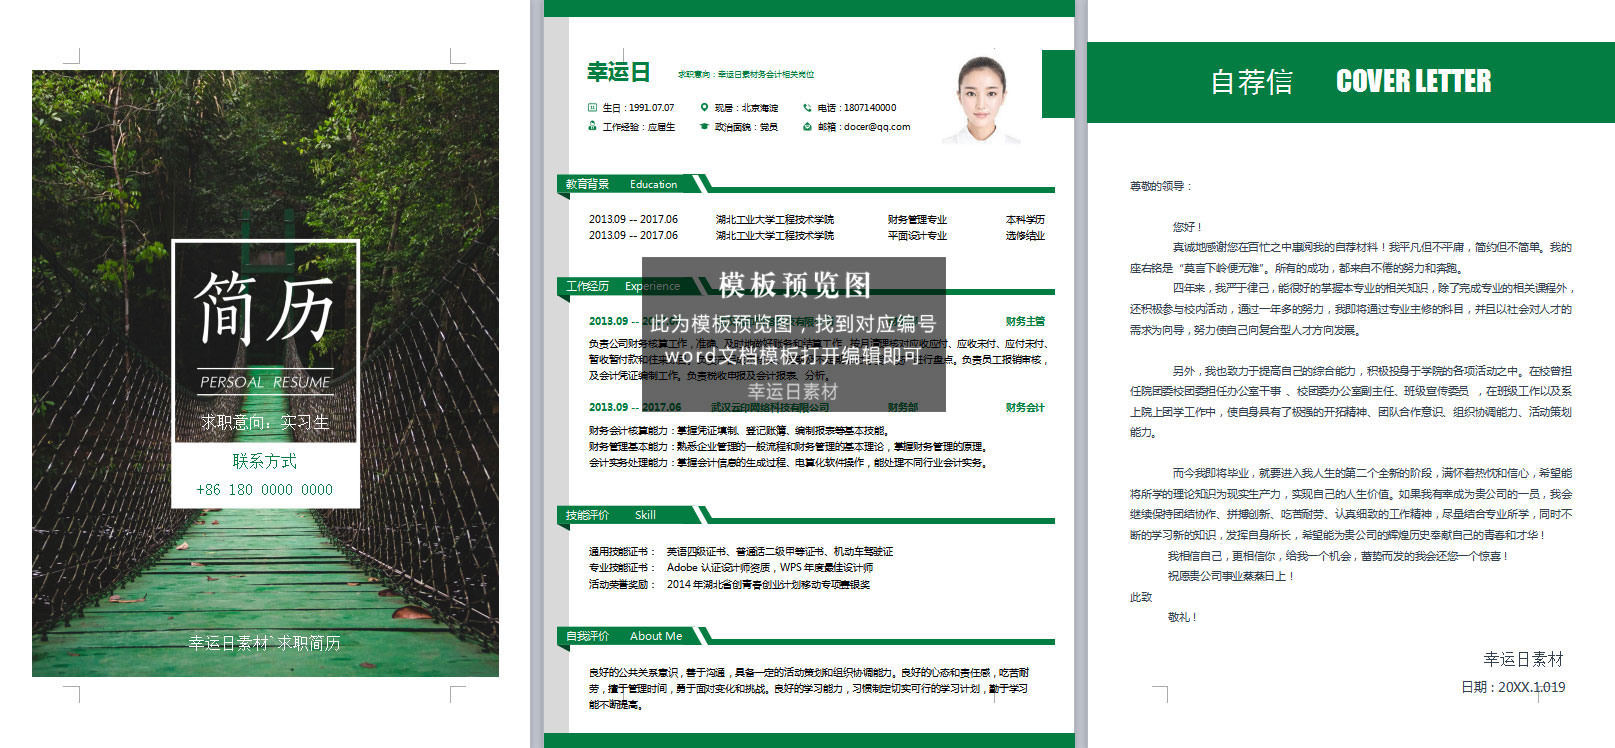 简历
PERSOAL RESUME
求职意向：实习生
联系方式
+86 180 0000 0000
幸运日素材`求职简历
幸运日
求职意向：幸运日素材务会计相关岗位
生日：1991.07.07
现居：北京海淀
电话：1807140000
工作经验：应届生
政治面貌：党员
邮箱：docer@qq.com
教育背景 Education
2013.09 -- 2017.06 湖北工业大学工程技术学院 财务管理专业 本科学历
2013.09 -- 2017.06 湖北工业大学工程技术学院 平面设计专业 选修结业
工作经历 Experience
模板预览图
此为模板预览图，找到对应编号
word文档模板打开编辑即可
幸运日素材
2013.09 -- 财务主管
负责公司财务核算工作，准确、及时地做好账务和结算工作，按月清理核对应收应付、应收未付、应付未付、
暂收暂付款和往来 进行盘点。负责员工报销审核，
及会计凭证编制工作。负责税收申报及会计报表、分析。
2013.09 -- 2017.06 武汉云印网络科技有限公司 财务部 财务会计
财务会计核算能力：掌握凭证填制、登记账簿、编制报表等基本技能。
财务管理基本能力：熟悉企业管理的一般流程和财务管理的基本理论，掌握财务管理的原理。
会计实务处理能力：掌握会计信息的生成过程、电算化软件操作，能处理不同行业会计实务。
技能评价 Skill
通用技能证书： 英语四级证书、普通话二级甲等证书、机动车驾驶证
专业技能证书： Adobe 认证设计师资质，WPS 年度最佳设计师
活动荣誉奖励： 2014 年湖北省创青春创业计划移动专项赛银奖
自我评价 About Me
良好的公共关系意识，善于沟通，具备一定的活动策划和组织协调能力。良好的心态和责任感，吃苦耐
劳，擅于管理时间，勇于面对变化和挑战。良好的学习能力，习惯制定切实可行的学习计划，勤于学习
能不断提高。
自荐信 COVER LETTER
尊敬的领导：
您好！
真诚地感谢您在百忙之中惠阅我的自荐材料！我平凡但不平庸，简约但不简单。我的
座右铭是“莫言下岭便无难”。所有的成功，都来自不倦的努力和奔跑。
四年来，我严于律己，能很好的掌握本专业的相关知识，除了完成专业的相关课程外，
还积极参与校内活动，通过一年多的努力，我即将通过专业主修的科目，并且以社会对人才的
需求为向导，努力使自己向复合型人才方向发展。
另外，我也致力于提高自己的综合能力，积极投身于学院的各项活动之中。在校曾担
任院团委校团委担任办公室干事 、校团委办公室副主任、班级宣传委员 ，在班级工作以及系
上院上团学工作中，使自身具有了极强的开拓精神、团队合作意识、组织协调能力、活动策划
能力。
而今我即将毕业，就要进入我人生的第二个全新的阶段，满怀着热忱和信心，希望能
将所学的理论知识为现实生产力，实现自己的人生价值。如果我有幸成为贵公司的一员，我会
继续保持团结协作、拼搏创新、吃苦耐劳、认真细致的工作精神，尽量结合专业所学，同时不
断的学习新的知识，发挥自身所长，希望能为贵公司的辉煌历史奉献自己的青春和才华！
我相信自己，更相信你，给我一个机会，蓄势而发的我会还您一个惊喜！
祝愿贵公司事业蒸蒸日上！
此致
敬礼！
幸运日素材
日期：20XX.1.019